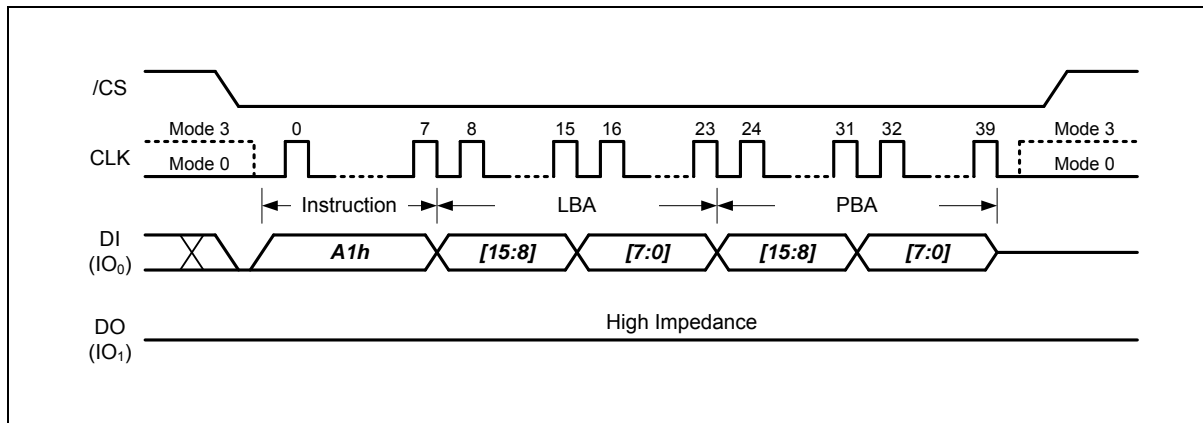 /CS
Mode 3 0 7 8 15 16 23 24 31 32 39 Mode 3
CLK Mode 0 Mode 0
Instruction LBA PBA
DI A1h [15:8] [7:0] [15:8] [7:0]
(IO₀)
High Impedance
DO
(IO₁)